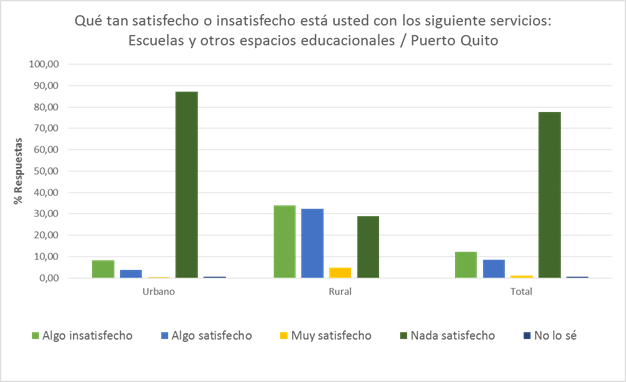 Qué tan satisfecho o insatisfecho está usted con los siguiente servicios:
Escuelas y otros espacios educacionales / Puerto Quito
100,00
90,00
80,00
70,00
60,00
50,00
40,00
30,00
20,00
10,00
0,00
% Respuestas
Urbano Rural Total
Algo insatisfecho Algo satisfecho Muy satisfecho Nada satisfecho No lo sé